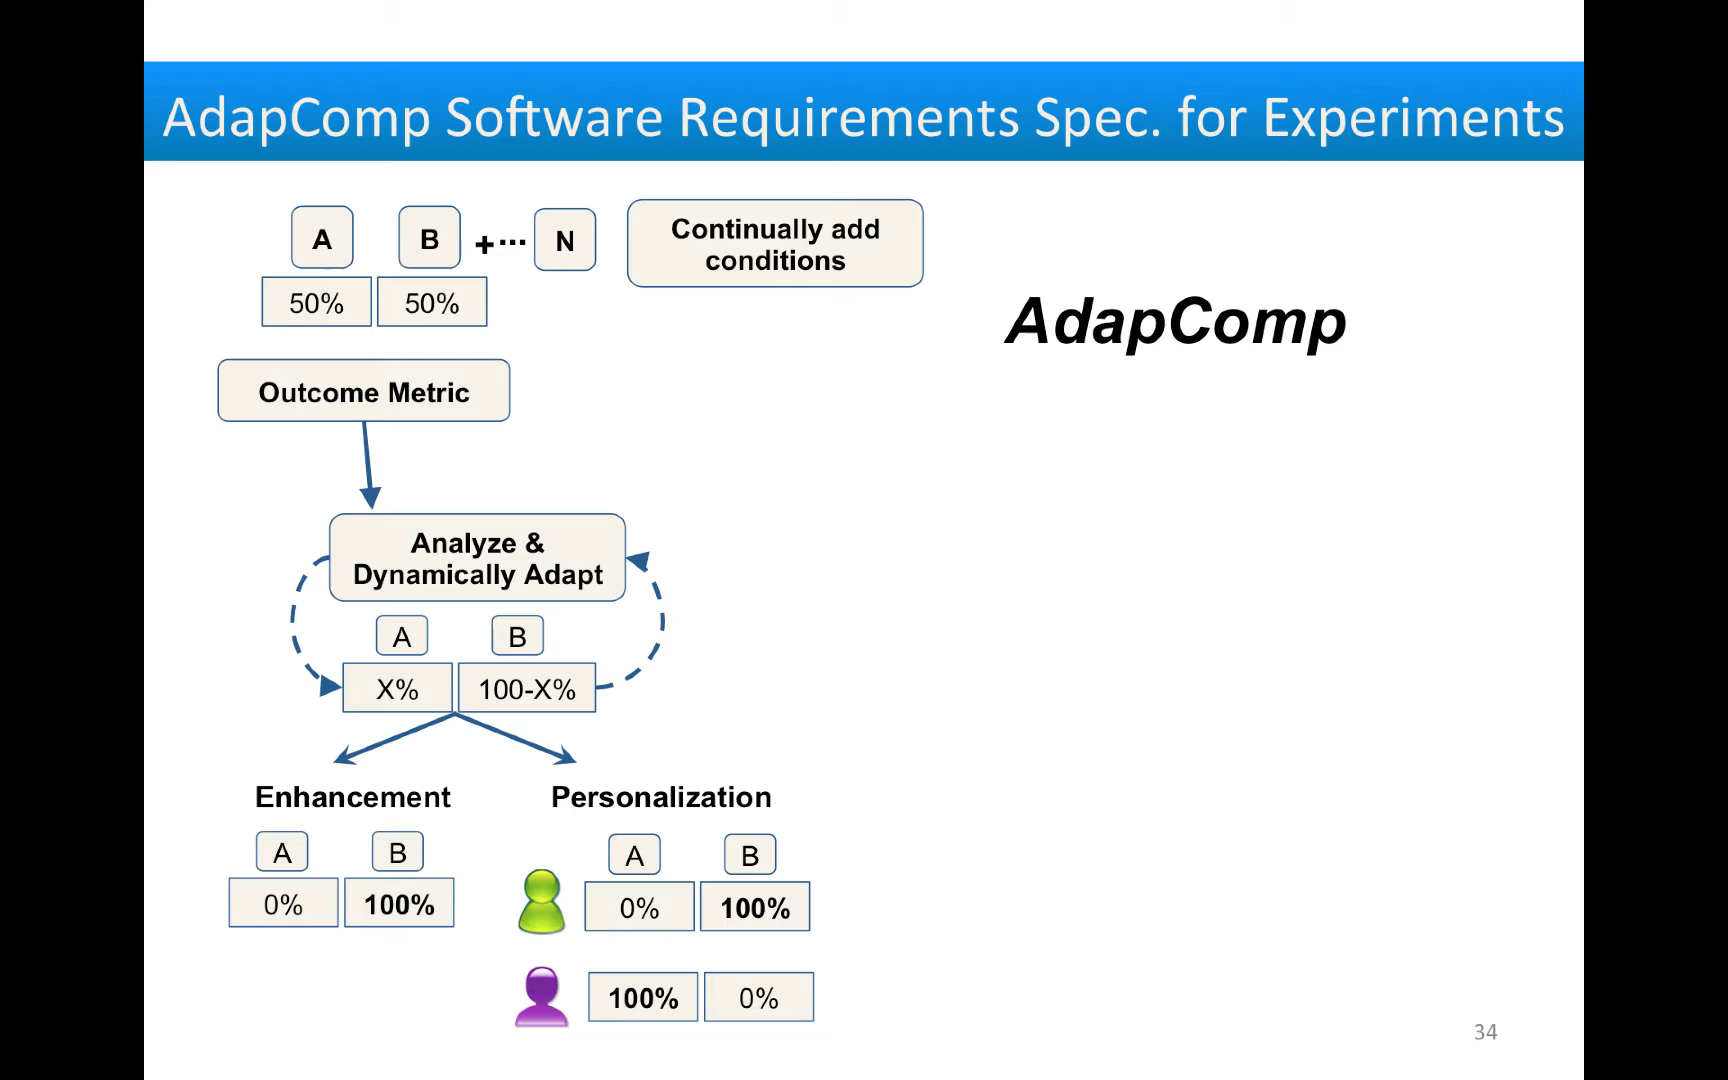 AdapComp Software Requirements Spec. for Experiments
A B +... N
Continually add
conditions
50% 50%
AdapComp
Outcome Metric
Analyze &
Dynamically Adapt
A B
X% 100-X%
Enhancement
A B
0% 100%
Personalization
A B
0% 100%
100% 0%
34